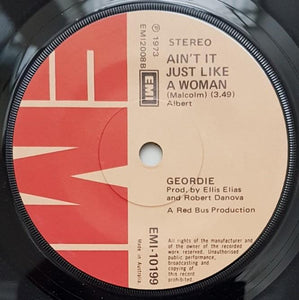 EMI
℗ 1973
EMI 2008 B
STEREO
AIN'T IT
JUST LIKE
A WOMAN
(Malcolm) (3.49)
Albert
EMI
GEORDIE
Prod. by Ellis Elias
and Robert Danova
A Red Bus Production
EMI-10199
Made in Australia.
All rights of the manufacturer
and of the owner of the recorded
work reserved. Unauthorised
public performance,
broadcasting and
copying of
this record
prohibited.